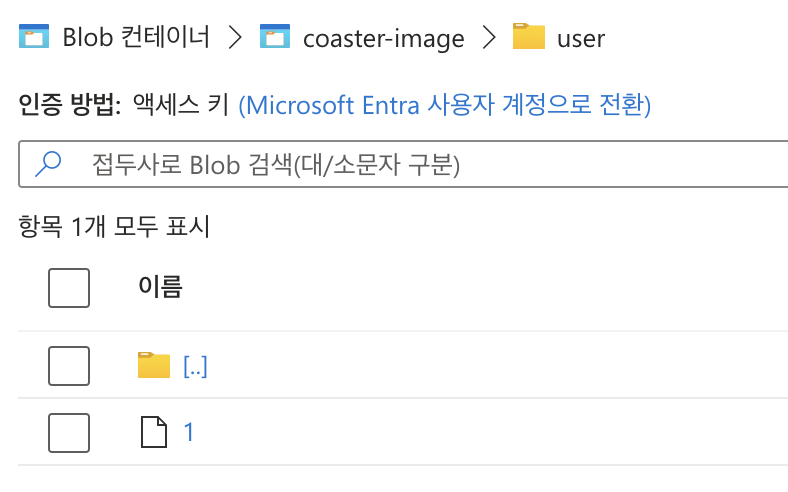 Blob 컨테이너 > coaster-image > user
인증 방법: 액세스 키 (Microsoft Entra 사용자 계정으로 전환)
접두사로 Blob 검색(대/소문자 구분)
항목 1개 모두 표시
이름
[..]
1